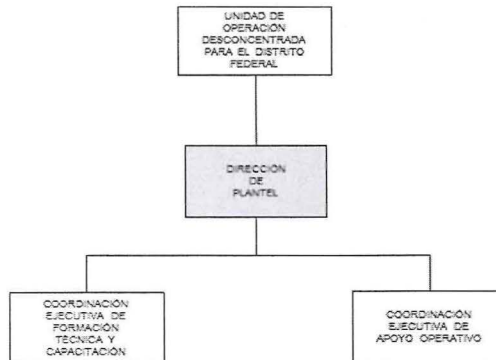 UNIDAD DE
OPERACIÓN
DESCONCENTRADA
PARA EL DISTRITO
FEDERAL
DIRECCIÓN
DE
PLANTEL
COORDINACIÓN
EJECUTIVA DE
FORMACIÓN
TÉCNICA Y
CAPACITACIÓN
COORDINACIÓN
EJECUTIVA DE
APOYO OPERATIVO